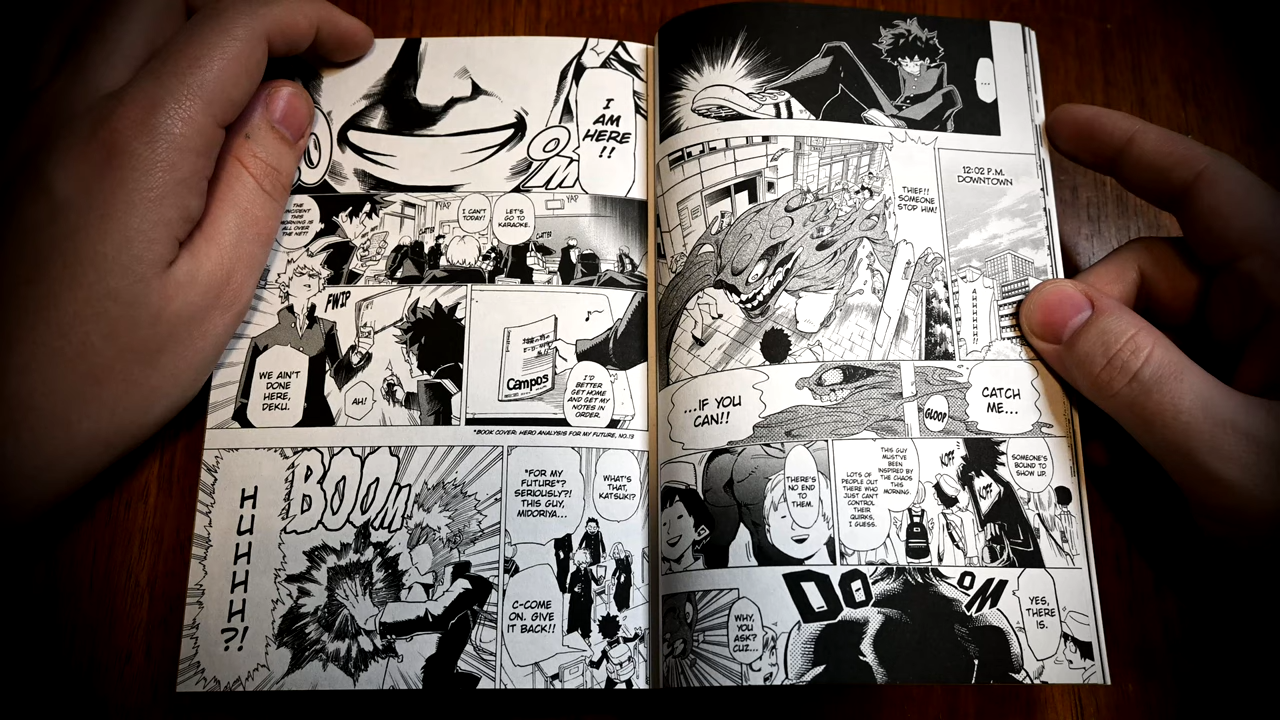 ...
12:02 P.M.
DOWNTOWN
THIEF!!
SOMEONE
STOP HIM!
CATCH
ME...
GLOOP
...IF YOU
CAN!!
SOMEONE'S
BOUND TO
SHOW UP.
KOFF
KOFF
THIS GUY
MUST'VE
BEEN
INSPIRED BY
THE CHAOS
THIS
MORNING.
LOTS OF
PEOPLE OUT
THERE WHO
JUST CAN'T
CONTROL
THEIR
QUIRKS,
I GUESS.
THERE'S
NO END
TO
THEM.
YES,
THERE
IS.
DOOM
WHY,
YOU
ASK?
CUZ...
I
AM
HERE
!!
OM
YAP
YAP
LET'S
GO TO
KARAOKE.
I CAN'T
TODAY!
CHATTER
CHATTER
THE
INCIDENT
THIS
MORNING IS
ALL OVER
THE NET!
Campos
I'D
BETTER
GET HOME
AND GET MY
NOTES IN
ORDER.
FWIP
AH!
WE AIN'T
DONE
HERE,
DEKU.
*BOOK COVER: HERO ANALYSIS FOR MY FUTURE, NO.13
WHAT'S
THAT,
KATSUKI?
"FOR MY
FUTURE"?
SERIOUSLY?!
THIS GUY,
MIDORIYA...
C-COME
ON. GIVE
IT BACK!!
BOOM
HUHHH?!